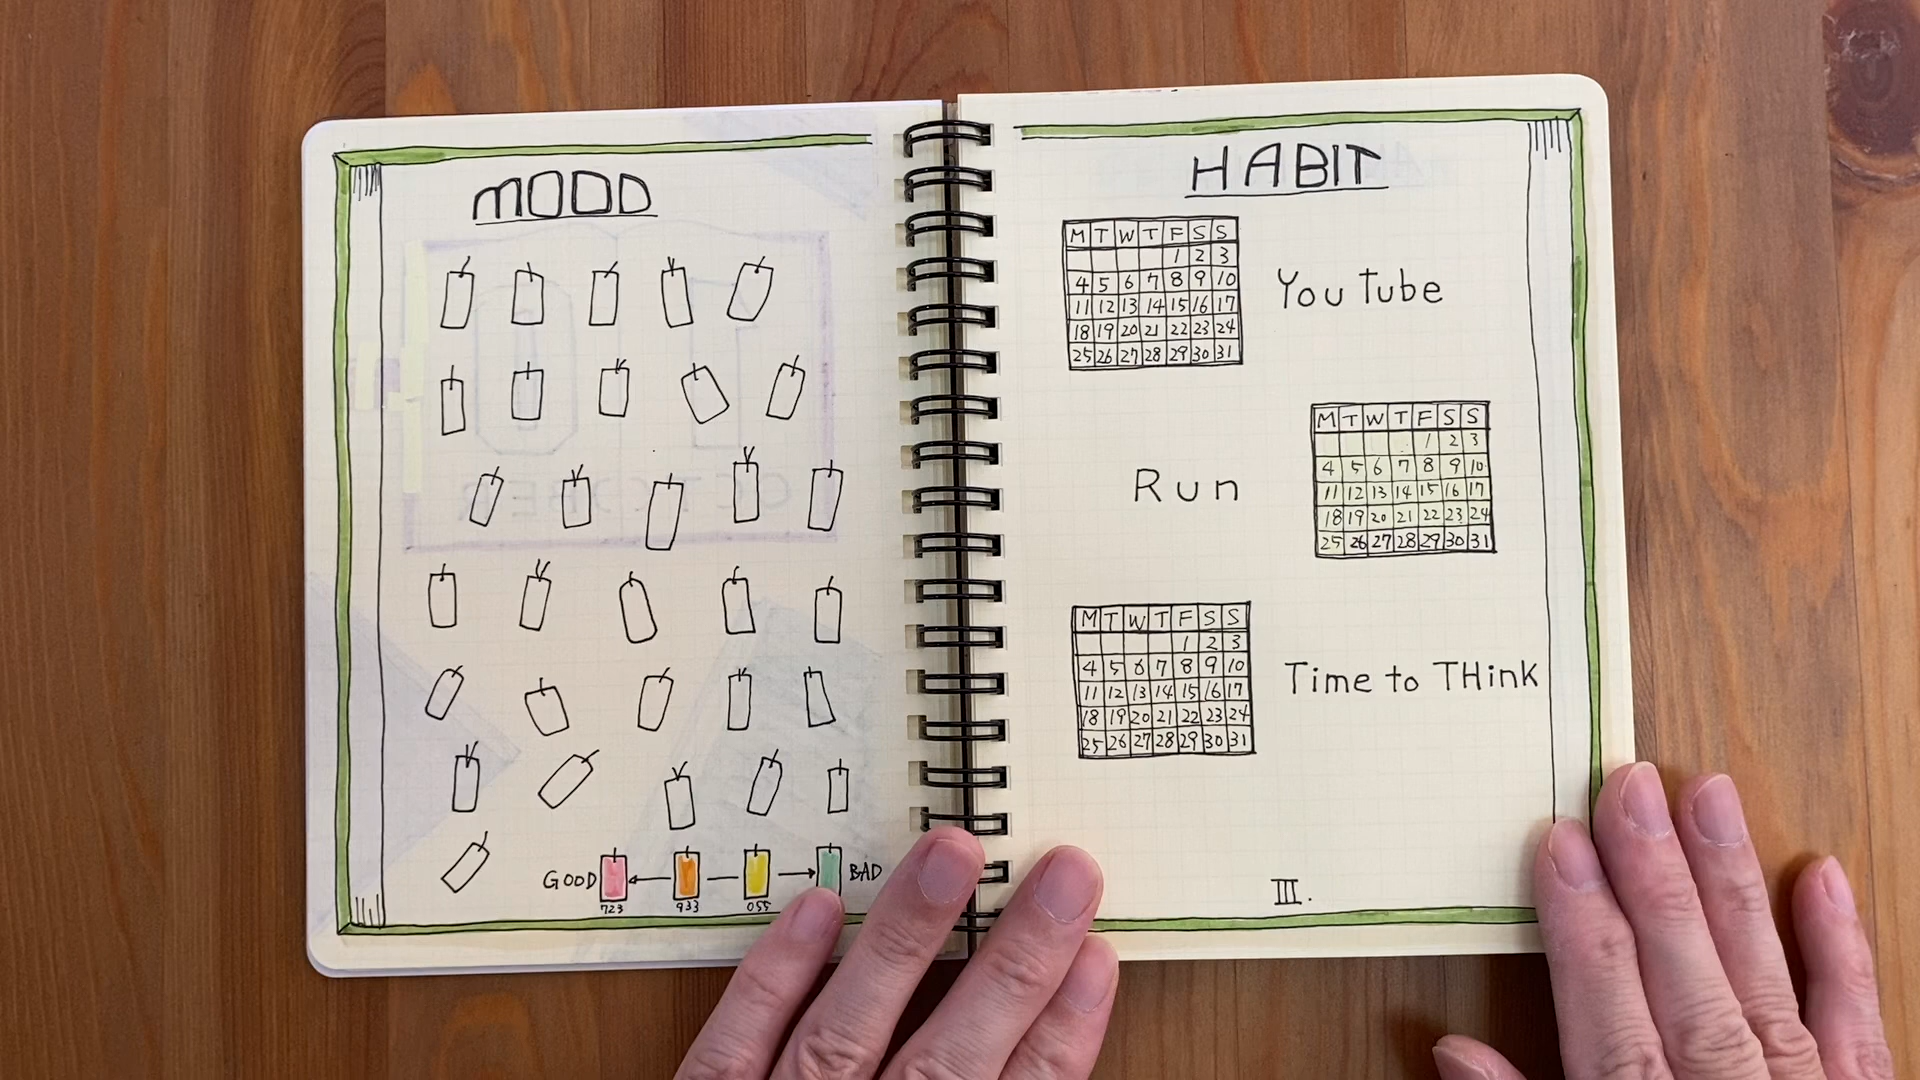 MOOD
GOOD
BAD
723
933
055
HABIT
M T W T F S S
1 2 3
4 5 6 7 8 9 10
11 12 13 14 15 16 17
18 19 20 21 22 23 24
25 26 27 28 29 30 31
YouTube
Run
M T W T F S S
1 2 3
4 5 6 7 8 9 10
11 12 13 14 15 16 17
18 19 20 21 22 23 24
25 26 27 28 29 30 31
M T W T F S S
1 2 3
4 5 6 7 8 9 10
11 12 13 14 15 16 17
18 19 20 21 22 23 24
25 26 27 28 29 30 31
Time to THink
III.